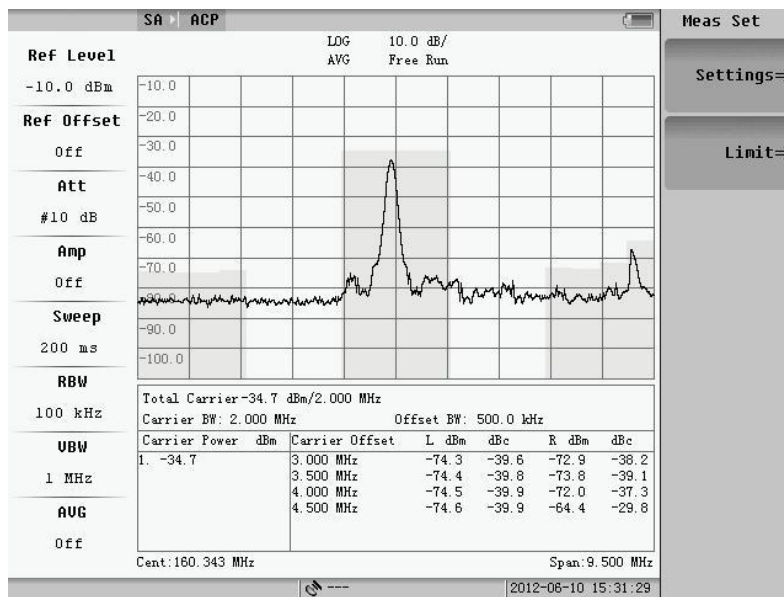 SA ACP
Meas Set
Settings=
Limit=
Ref Level
-10.0 dBm
Ref Offset
Off
Att
#10 dB
Amp
Off
Sweep
200 ms
RBW
100 kHz
VBW
1 MHz
AVG
Off
LOG 10.0 dB/
AVG Free Run
-10.0
-20.0
-30.0
-40.0
-50.0
-60.0
-70.0
-80.0
-90.0
-100.0
Total Carrier-34.7 dBm/2.000 MHz
Carrier BW: 2.000 MHz Offset BW: 500.0 kHz
Carrier Power dBm Carrier Offset L dBm dBc R dBm dBc
1. -34.7 3.000 MHz -74.3 -39.6 -72.9 -38.2
3.500 MHz -74.4 -39.8 -73.8 -39.1
4.000 MHz -74.5 -39.9 -72.0 -37.3
4.500 MHz -74.6 -39.9 -64.4 -29.8
Cent:160.343 MHz Span:9.500 MHz
--- 2012-06-10 15:31:29